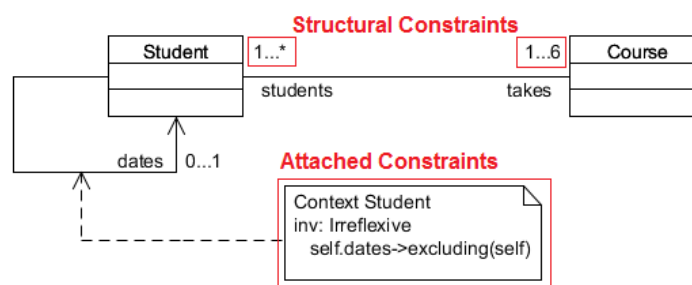 Structural Constraints
Student
1...*
1...6
Course
students
takes
dates
0...1
Attached Constraints
Context Student
inv: Irreflexive
self.dates->excluding(self)